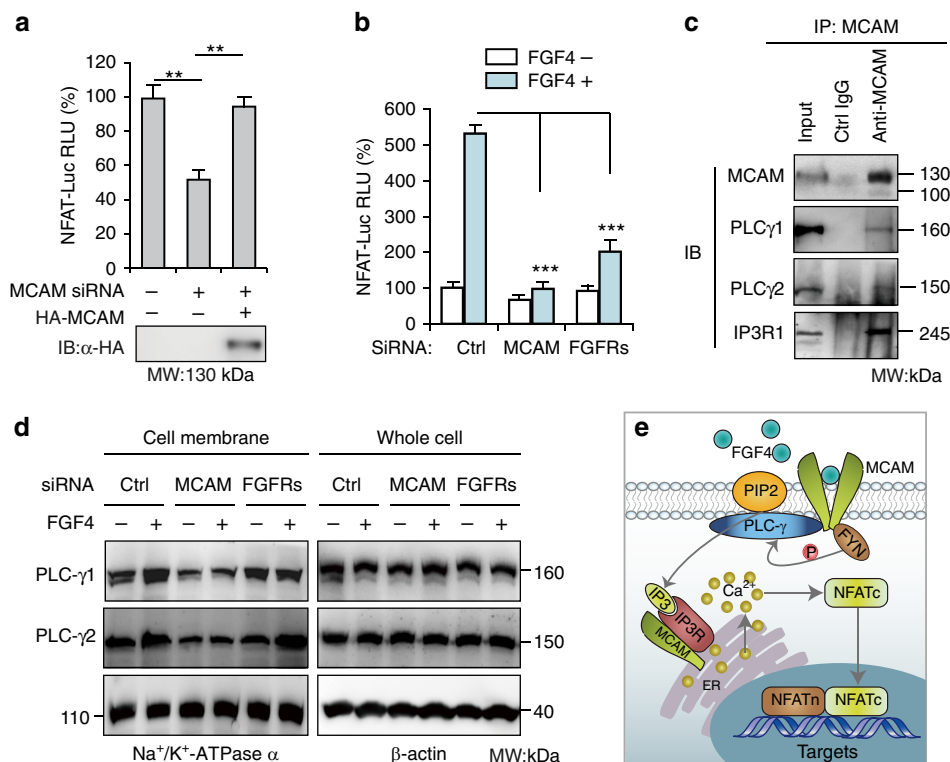 a
** **
NFAT-Luc RLU (%)
120
100
80
60
40
20
0
MCAM siRNA – + +
HA-MCAM – – +
IB:α-HA
MW:130 kDa
b
FGF4 –
FGF4 +
NFAT-Luc RLU (%)
600
500
400
300
200
100
0
*** ***
SiRNA: Ctrl MCAM FGFRs
c
IP: MCAM
Input Ctrl IgG Anti-MCAM
IB
MCAM 130
100
PLCγ1 160
PLCγ2 150
IP3R1 245
MW:kDa
d
Cell membrane Whole cell
siRNA Ctrl MCAM FGFRs Ctrl MCAM FGFRs
FGF4 – + – + – + – + – + – +
PLC-γ1 160
PLC-γ2 150
110 40
Na⁺/K⁺-ATPase α β-actin MW:kDa
e
FGF4
MCAM
PIP2
PLC-γ
FYN
P
Ca²⁺
NFATc
IP3
IP3R
MCAM
ER
NFATn NFATc
Targets